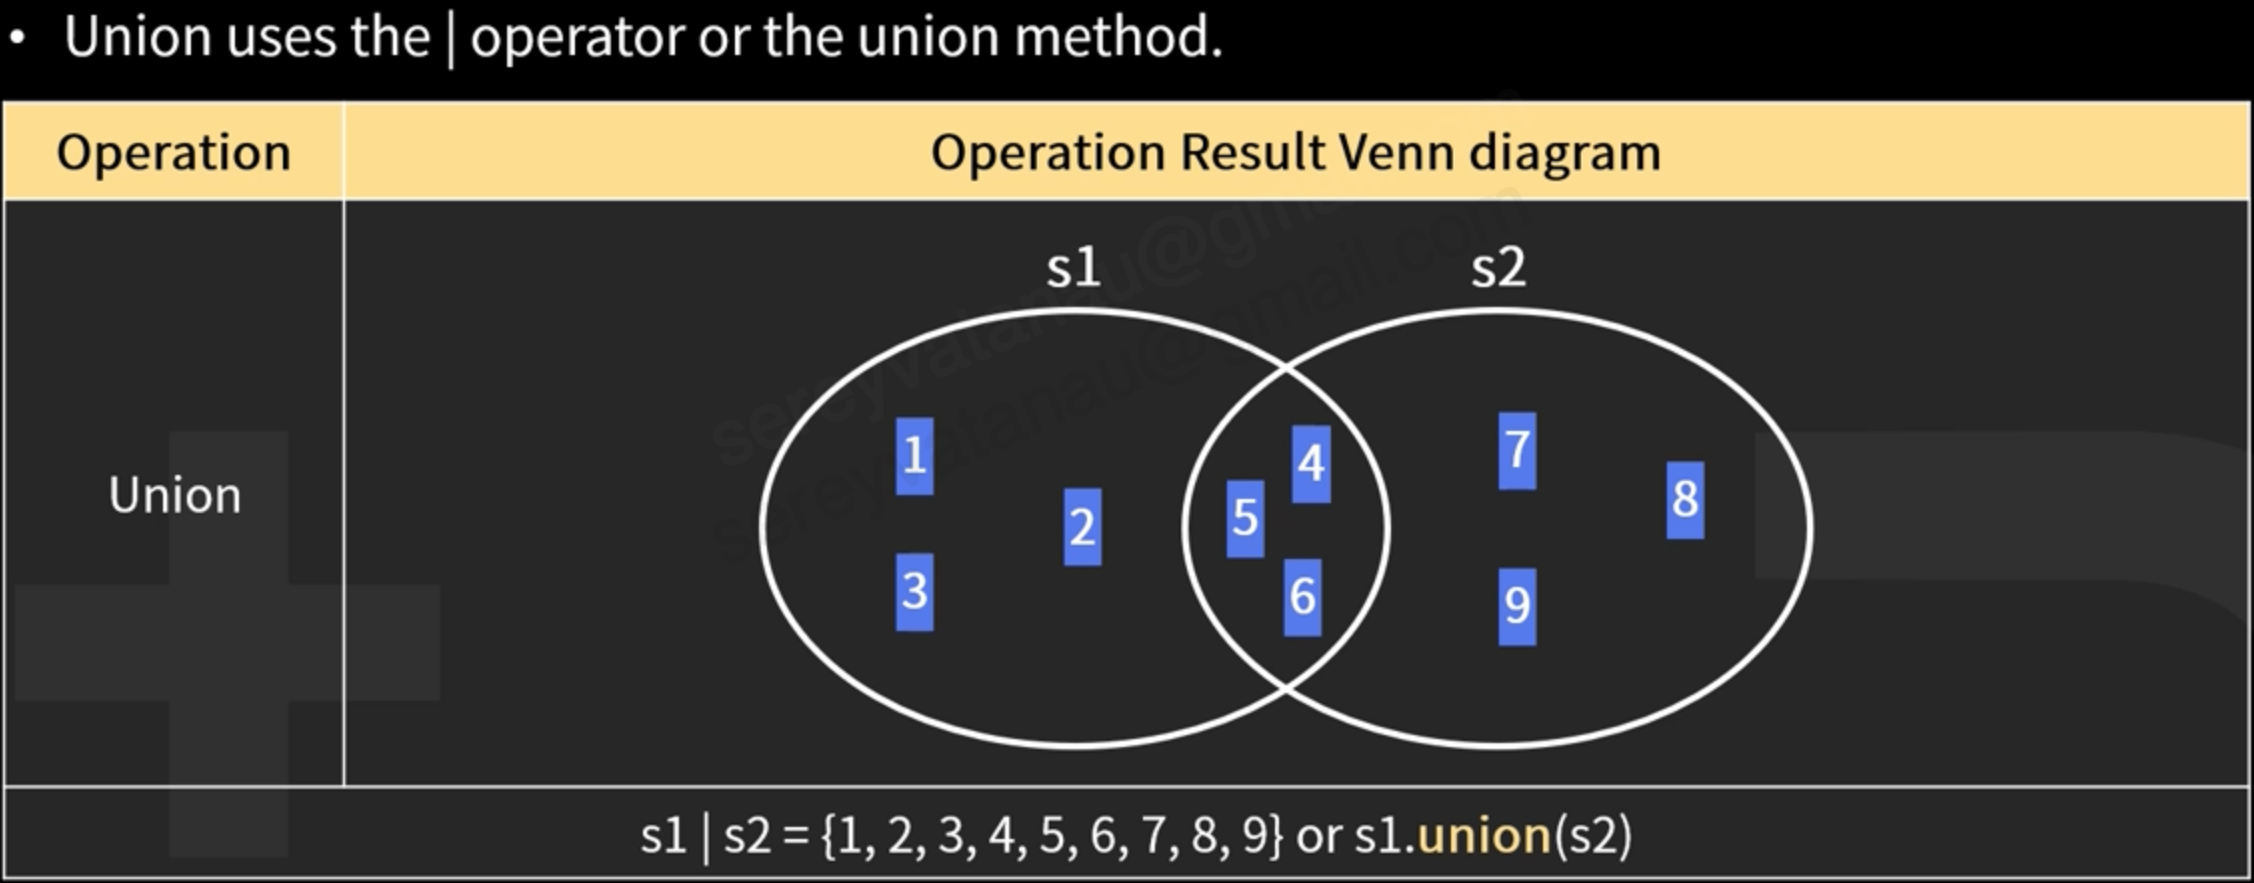 • Union uses the | operator or the union method.
Operation
Operation Result Venn diagram
Union
s1
s2
1
2
3
4
5
6
7
8
9
s1 | s2 = {1, 2, 3, 4, 5, 6, 7, 8, 9} or s1.union(s2)